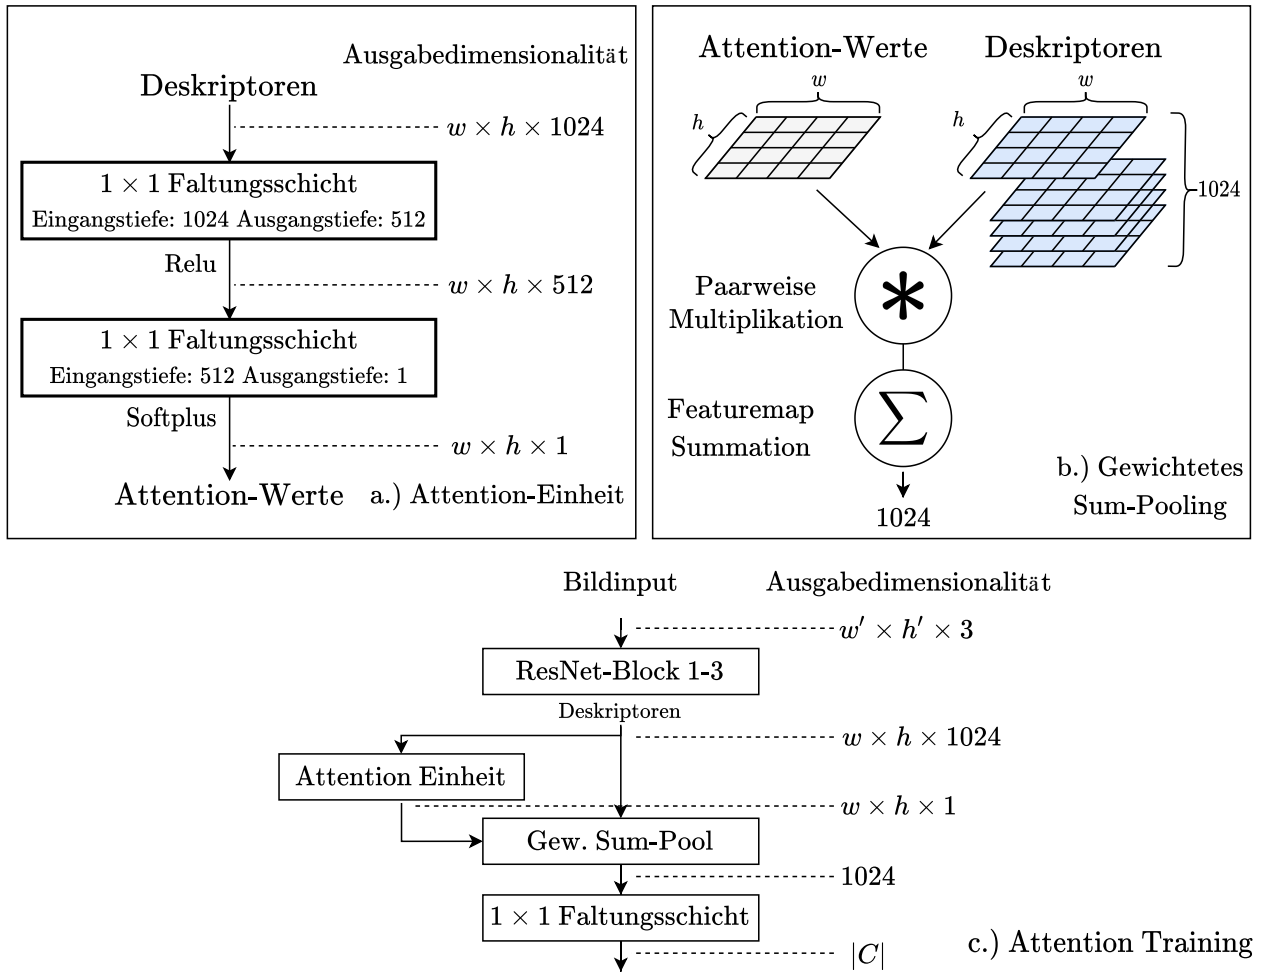 Ausgabedimensionalität
Deskriptoren
w × h × 1024
1 × 1 Faltungsschicht
Eingangstiefe: 1024 Ausgangstiefe: 512
Relu
w × h × 512
1 × 1 Faltungsschicht
Eingangstiefe: 512 Ausgangstiefe: 1
Softplus
w × h × 1
Attention-Werte
a.) Attention-Einheit
Attention-Werte
Deskriptoren
w
w
h
h
1024
Paarweise
Multiplikation
*
Featuremap
Summation
∑
1024
b.) Gewichtetes
Sum-Pooling
Bildinput
Ausgabedimensionalität
w′ × h′ × 3
ResNet-Block 1-3
Deskriptoren
w × h × 1024
Attention Einheit
w × h × 1
Gew. Sum-Pool
1024
1 × 1 Faltungsschicht
|C|
c.) Attention Training